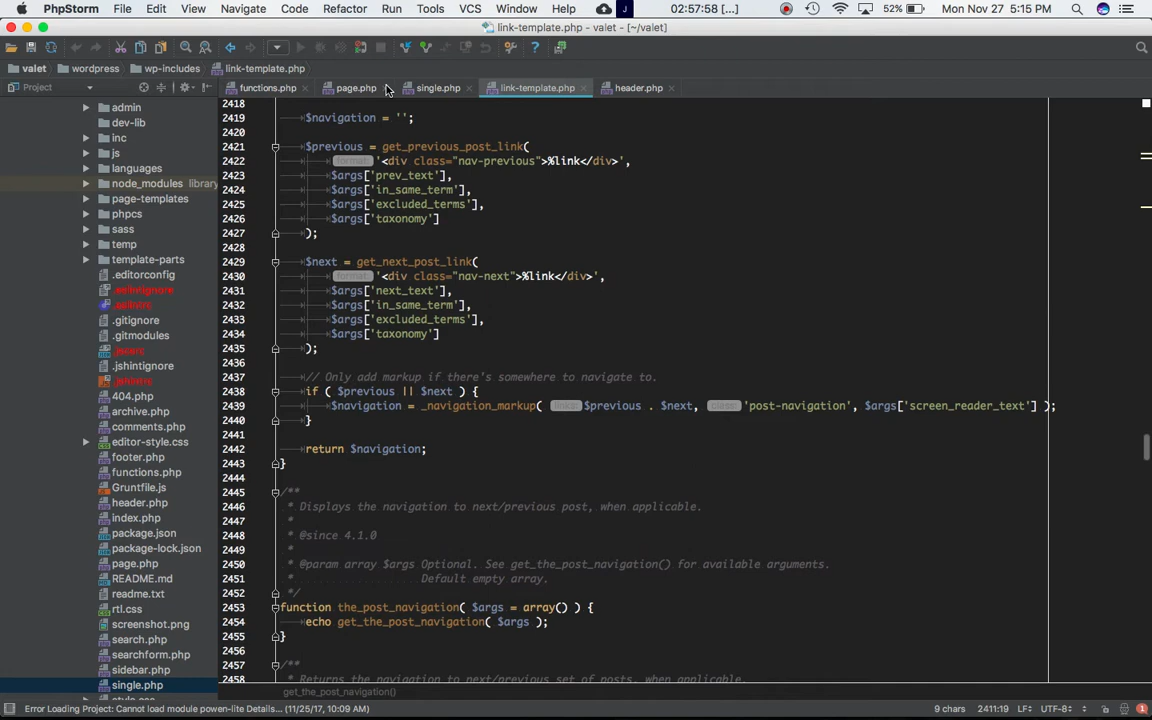 PhpStorm File Edit View Navigate Code Refactor Run Tools VCS Window Help 02:57:58 [...] J 52% Mon Nov 27 5:15 PM
link-template.php - valet - [~/valet]
valet wordpress wp-includes link-template.php
Project functions.php page.php single.php link-template.php header.php
admin
dev-lib
inc
js
languages
node_modules library
page-templates
phpcs
sass
temp
template-parts
.editorconfig
.eslintignore
.eslintrc
.gitignore
.gitmodules
.jscsrc
.jshintignore
.jshintrc
404.php
archive.php
comments.php
editor-style.css
footer.php
functions.php
Gruntfile.js
header.php
index.php
package.json
package-lock.json
page.php
README.md
readme.txt
rtl.css
screenshot.png
search.php
searchform.php
sidebar.php
single.php
style.css
2418
2419 $navigation = '';
2420
2421 $previous = get_previous_post_link(
2422 format: '<div class="nav-previous">%link</div>',
2423 $args['prev_text'],
2424 $args['in_same_term'],
2425 $args['excluded_terms'],
2426 $args['taxonomy']
2427 );
2428
2429 $next = get_next_post_link(
2430 format: '<div class="nav-next">%link</div>',
2431 $args['next_text'],
2432 $args['in_same_term'],
2433 $args['excluded_terms'],
2434 $args['taxonomy']
2435 );
2436
2437 // Only add markup if there's somewhere to navigate to.
2438 if ( $previous || $next ) {
2439 $navigation = _navigation_markup( links: $previous . $next, class: 'post-navigation', $args['screen_reader_text'] );
2440 }
2441
2442 return $navigation;
2443 }
2444
2445 /**
2446 * Displays the navigation to next/previous post, when applicable.
2447 *
2448 * @since 4.1.0
2449 *
2450 * @param array $args Optional. See get_the_post_navigation() for available arguments.
2451 * Default empty array.
2452 */
2453 function the_post_navigation( $args = array() ) {
2454 echo get_the_post_navigation( $args );
2455 }
2456
2457 /**
2458 * Returns the navigation to next/previous set of posts, when applicable.
get_the_post_navigation()
Error Loading Project: Cannot load module power-lite Details... (11/25/17, 10:09 AM) 9 chars 2411:19 LF UTF-8 1